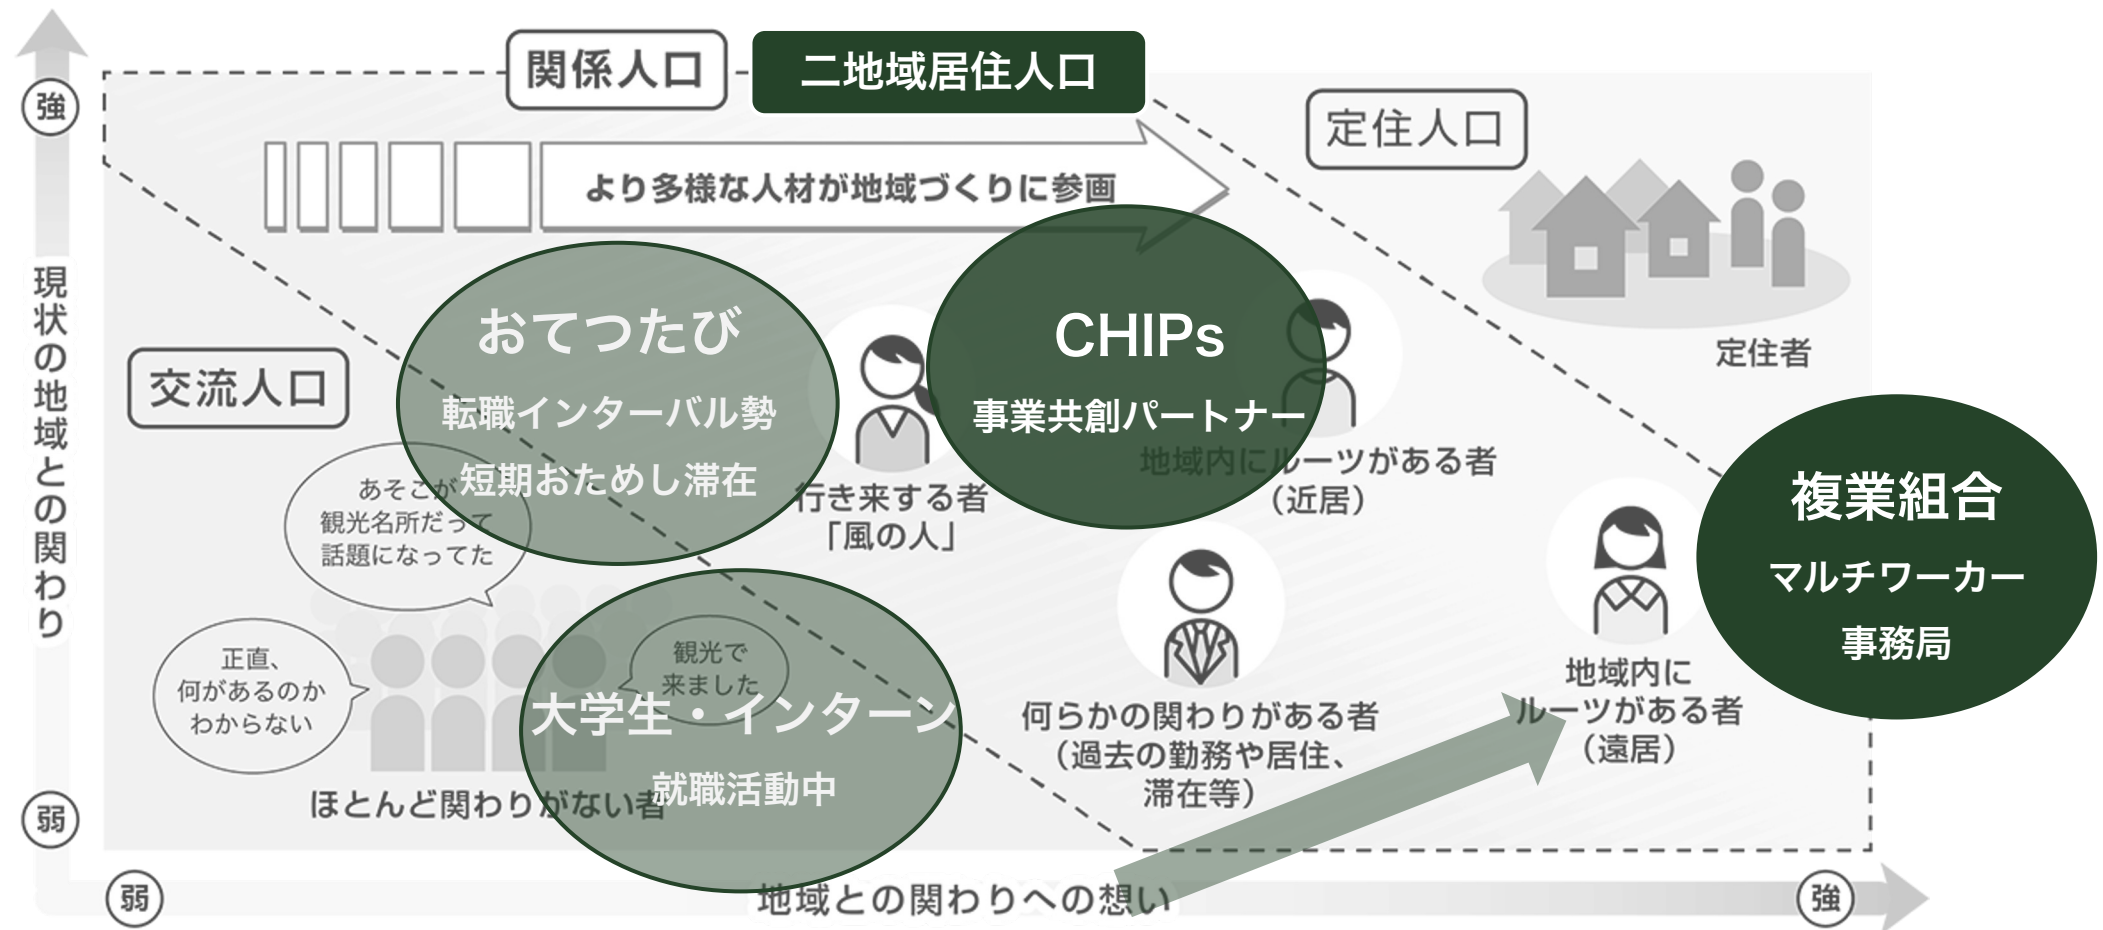 関係人口
二地域居住人口
定住人口
強
より多様な人材が地域づくりに参画
現状の地域との関わり
交流人口
定住者
おてつたび
転職インターバル勢
短期おためし滞在
CHIPs
事業共創パートナー
行き来する者
「風の人」
地域内にルーツがある者
（近居）
複業組合
マルチワーカー
事務局
あそこが
観光名所だって
話題になってた
正直、
何があるのか
わからない
観光で
来ました
大学生・インターン
就職活動中
ほとんど関わりがない者
何らかの関わりがある者
（過去の勤務や居住、
滞在等）
地域内に
ルーツがある者
（遠居）
弱
弱
地域との関わりへの想い
強